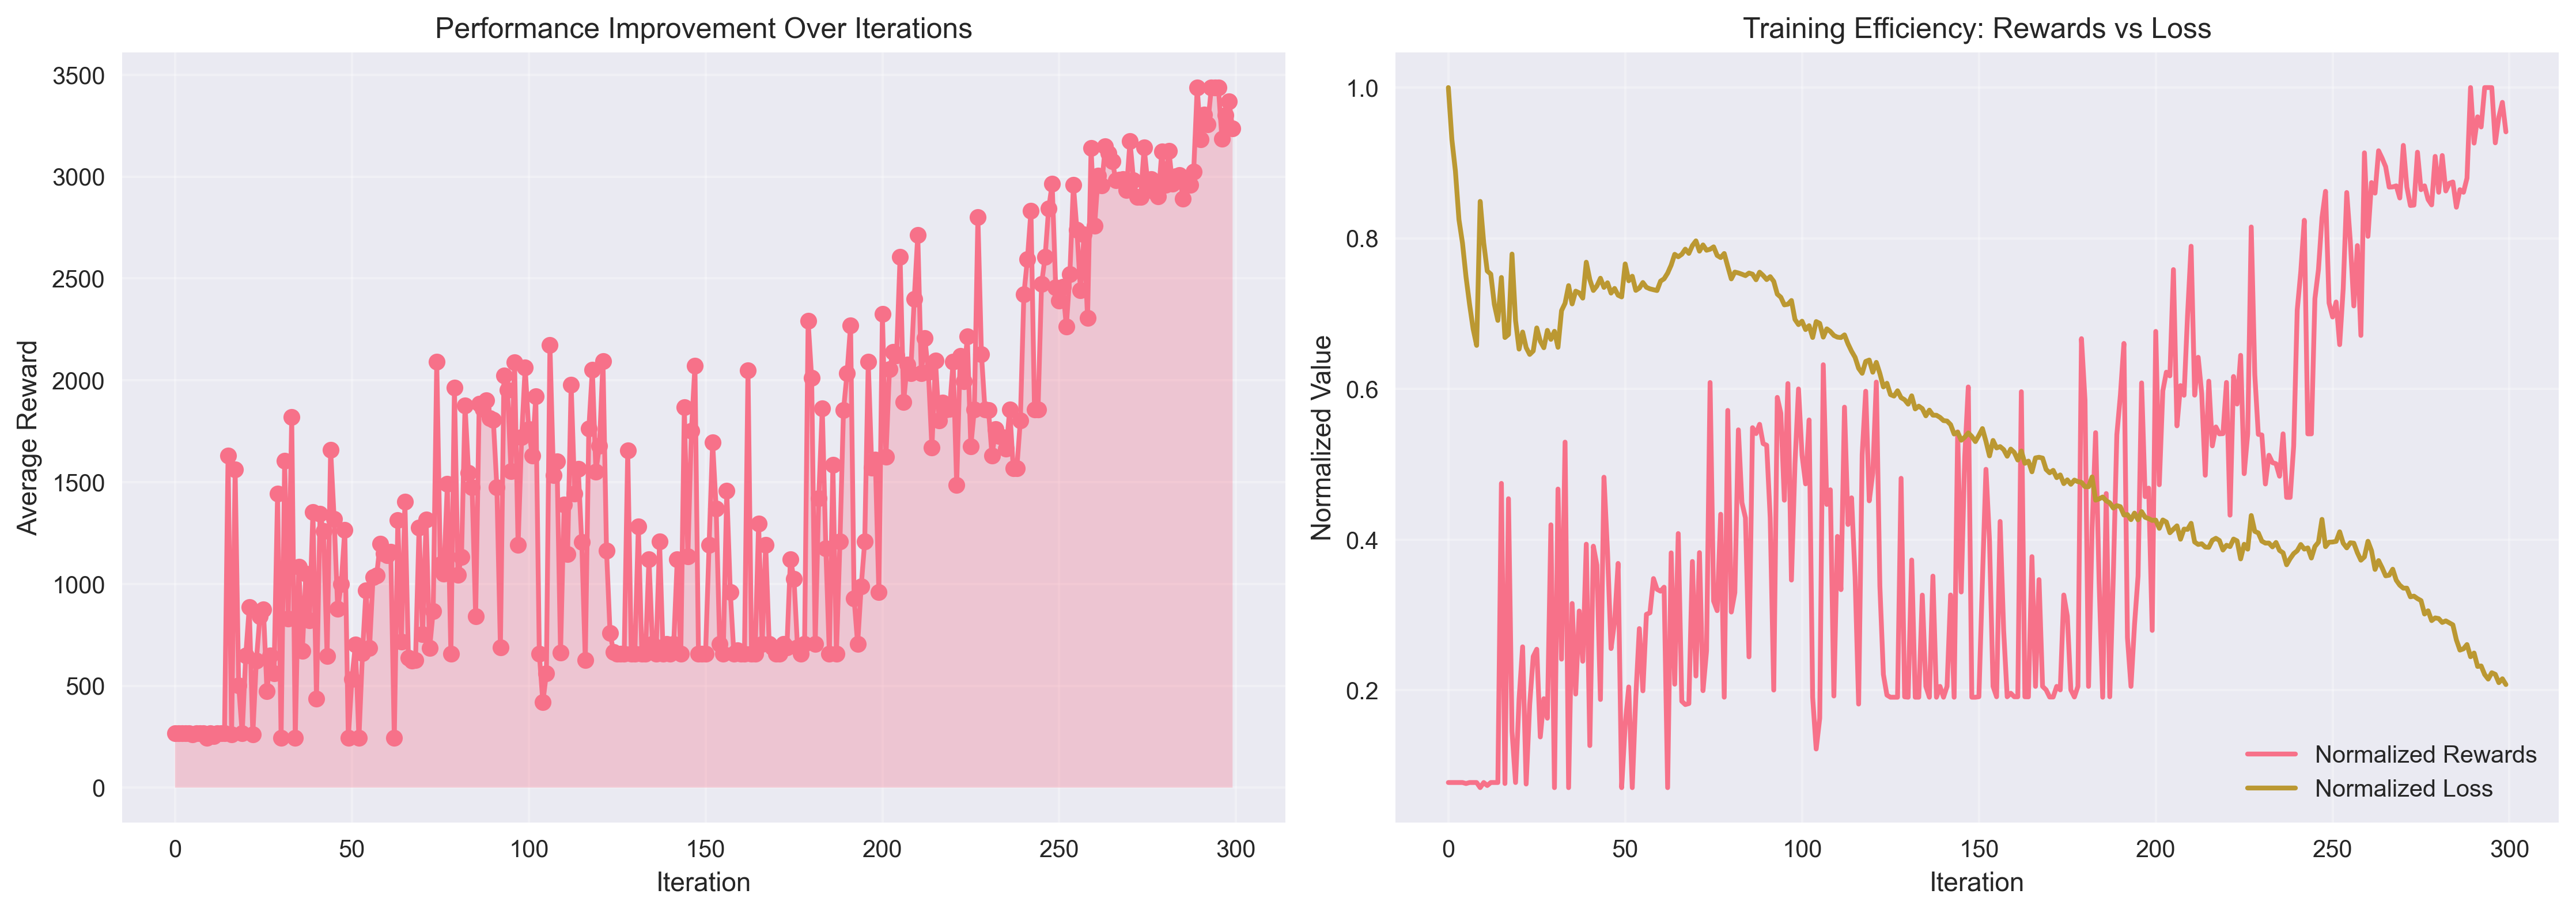 Performance Improvement Over Iterations
3500
3000
2500
2000
1500
1000
500
0
Average Reward
0 50 100 150 200 250 300
Iteration
Training Efficiency: Rewards vs Loss
1.0
0.8
0.6
0.4
0.2
Normalized Value
Normalized Rewards
Normalized Loss
0 50 100 150 200 250 300
Iteration